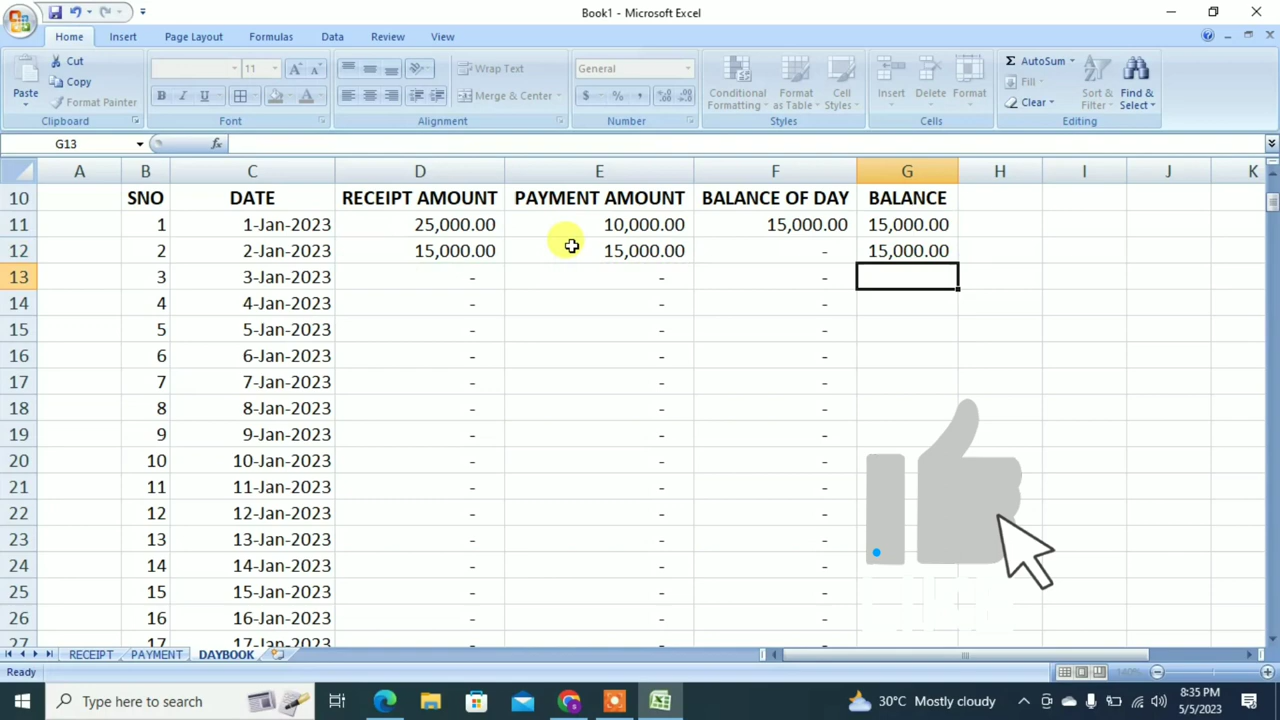 Book1 - Microsoft Excel
Home Insert Page Layout Formulas Data Review View
Cut
Copy
Format Painter
Paste
Clipboard
11
Font
Wrap Text
Merge & Center
Alignment
General
$ % ,
Number
Conditional Formatting
Format as Table
Cell Styles
Styles
Insert Delete Format
Cells
AutoSum
Fill
Clear
Sort & Filter
Find & Select
Editing
G13 fx
A B C D E F G H I J K
10 SNO DATE RECEIPT AMOUNT PAYMENT AMOUNT BALANCE OF DAY BALANCE
11 1 1-Jan-2023 25,000.00 10,000.00 15,000.00 15,000.00
12 2 2-Jan-2023 15,000.00 15,000.00 - 15,000.00
13 3 3-Jan-2023 - - -
14 4 4-Jan-2023 - - -
15 5 5-Jan-2023 - - -
16 6 6-Jan-2023 - - -
17 7 7-Jan-2023 - - -
18 8 8-Jan-2023 - - -
19 9 9-Jan-2023 - - -
20 10 10-Jan-2023 - - -
21 11 11-Jan-2023 - - -
22 12 12-Jan-2023 - - -
23 13 13-Jan-2023 - - -
24 14 14-Jan-2023 - - -
25 15 15-Jan-2023 - - -
26 16 16-Jan-2023 - - -
27 17 17-Jan-2023 - - -
RECEIPT PAYMENT DAYBOOK
Ready 140%
Type here to search
30°C Mostly cloudy
8:35 PM
5/5/2023